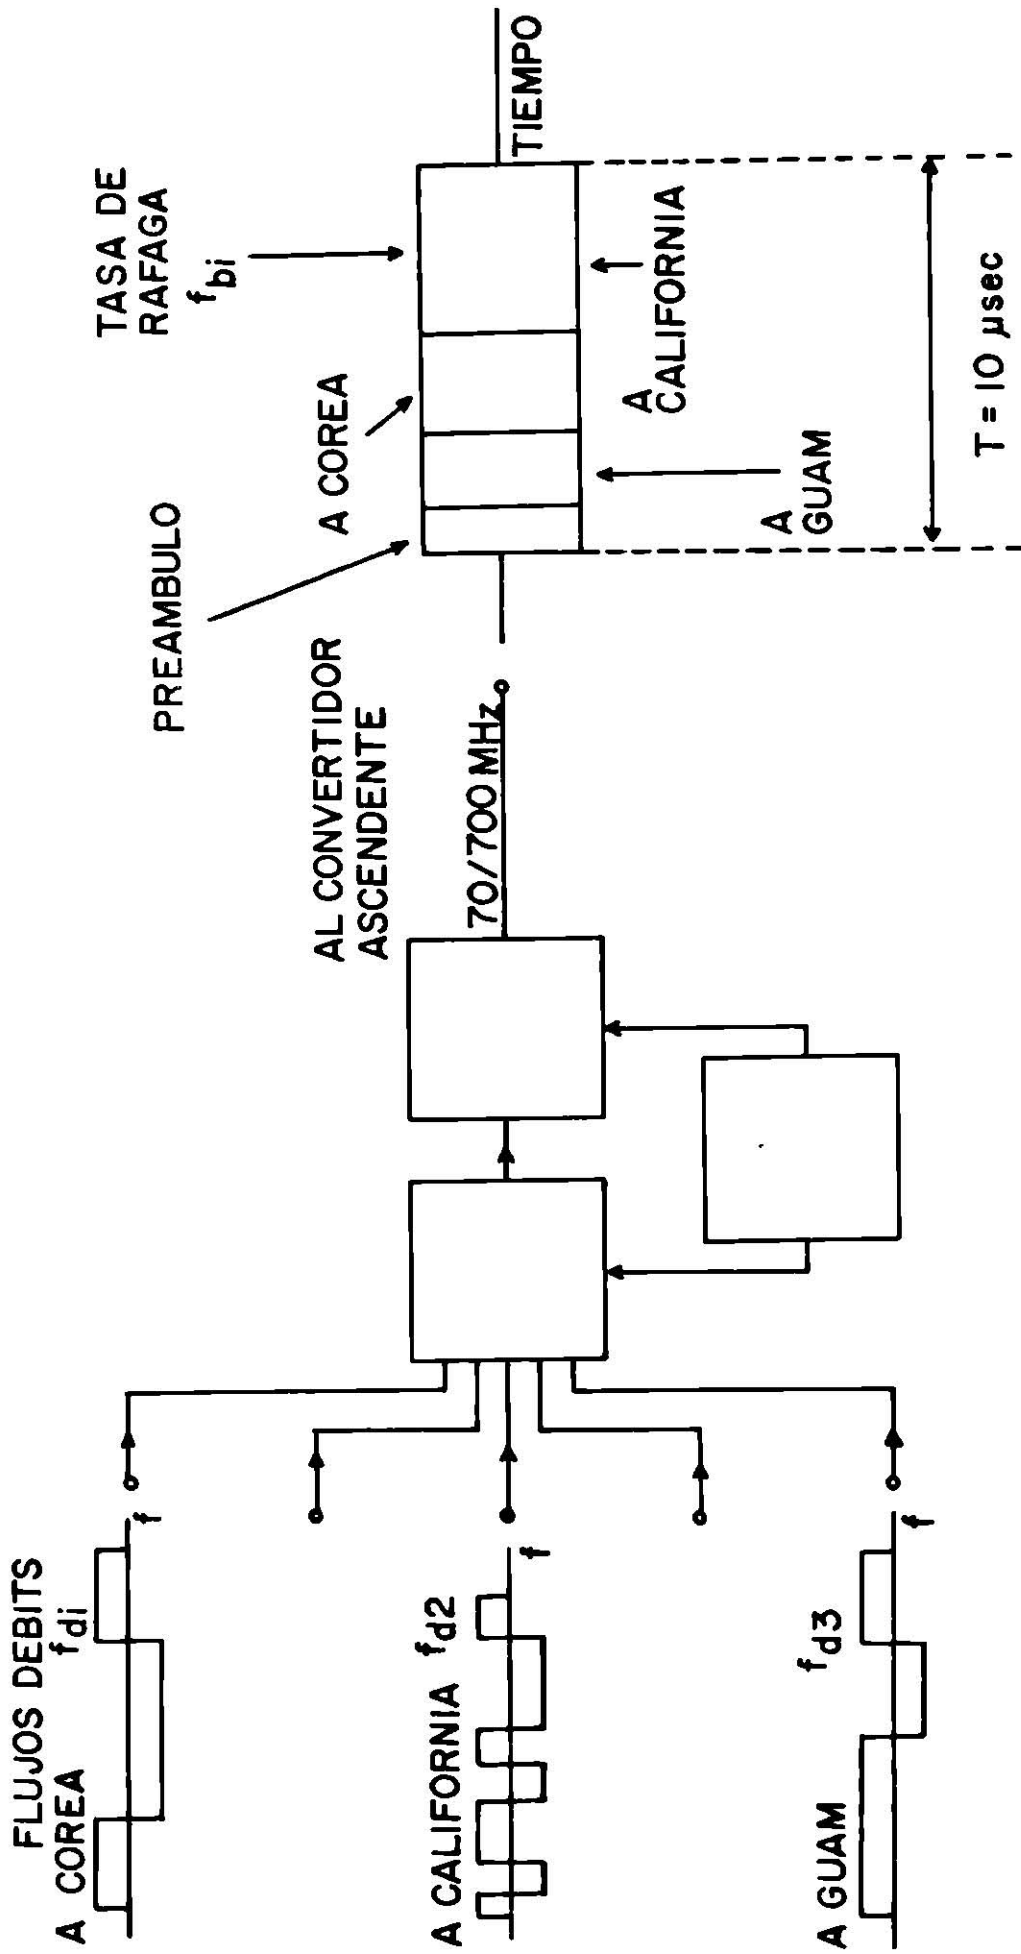 FLUJOS DEBITS
A COREA f_di
f
A CALIFORNIA f_d2
f
A GUAM f_d3
f
AL CONVERTIDOR
ASCENDENTE
70/700 MHz
PREAMBULO
A COREA
TASA DE
RAFAGA
f_bi
TIEMPO
A
GUAM
A
CALIFORNIA
T = 10 μsec